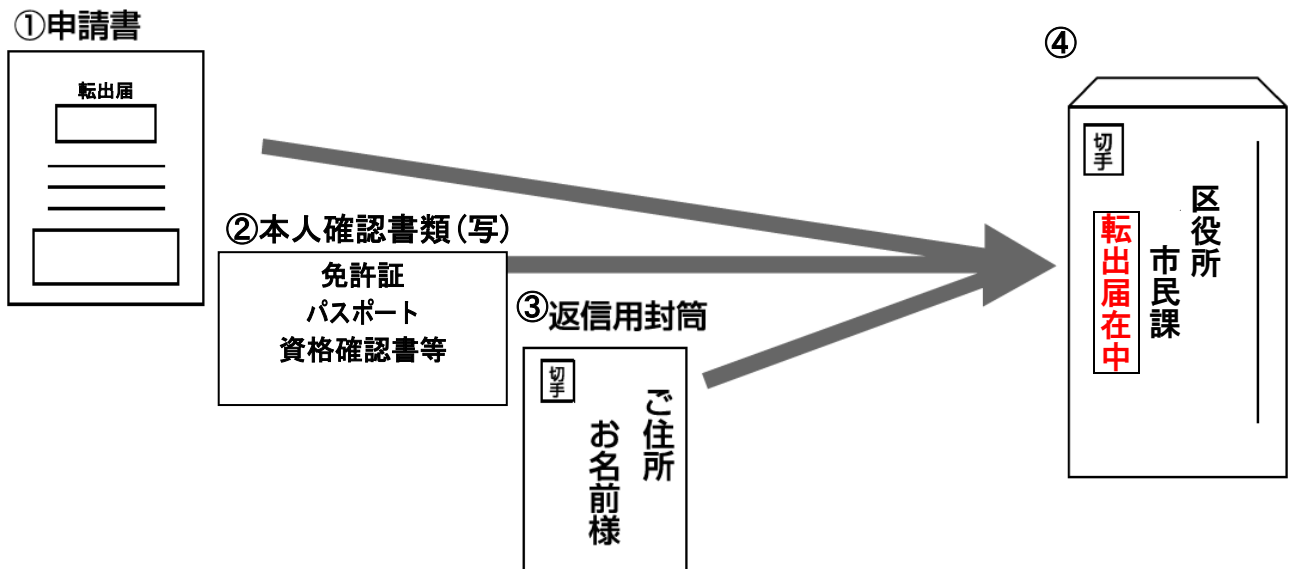 ①申請書
転出届
②本人確認書類（写）
免許証
パスポート
資格確認書等
③返信用封筒
切手
ご住所
お名前様
④
切手
区役所
市民課
転出届在中